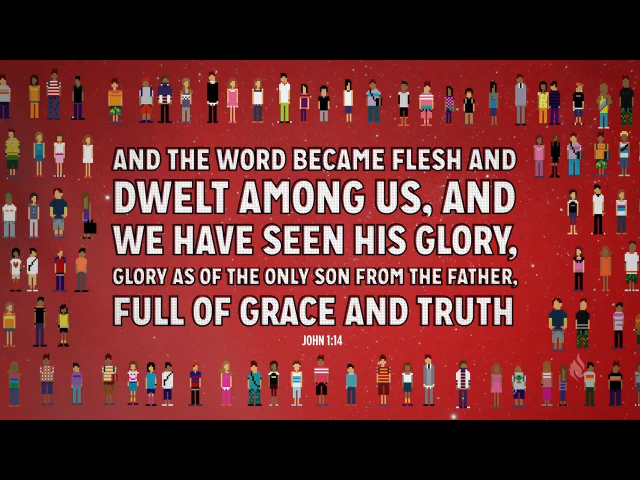 AND THE WORD BECAME FLESH AND
DWELT AMONG US, AND
WE HAVE SEEN HIS GLORY,
GLORY AS OF THE ONLY SON FROM THE FATHER,
FULL OF GRACE AND TRUTH
JOHN 1:14